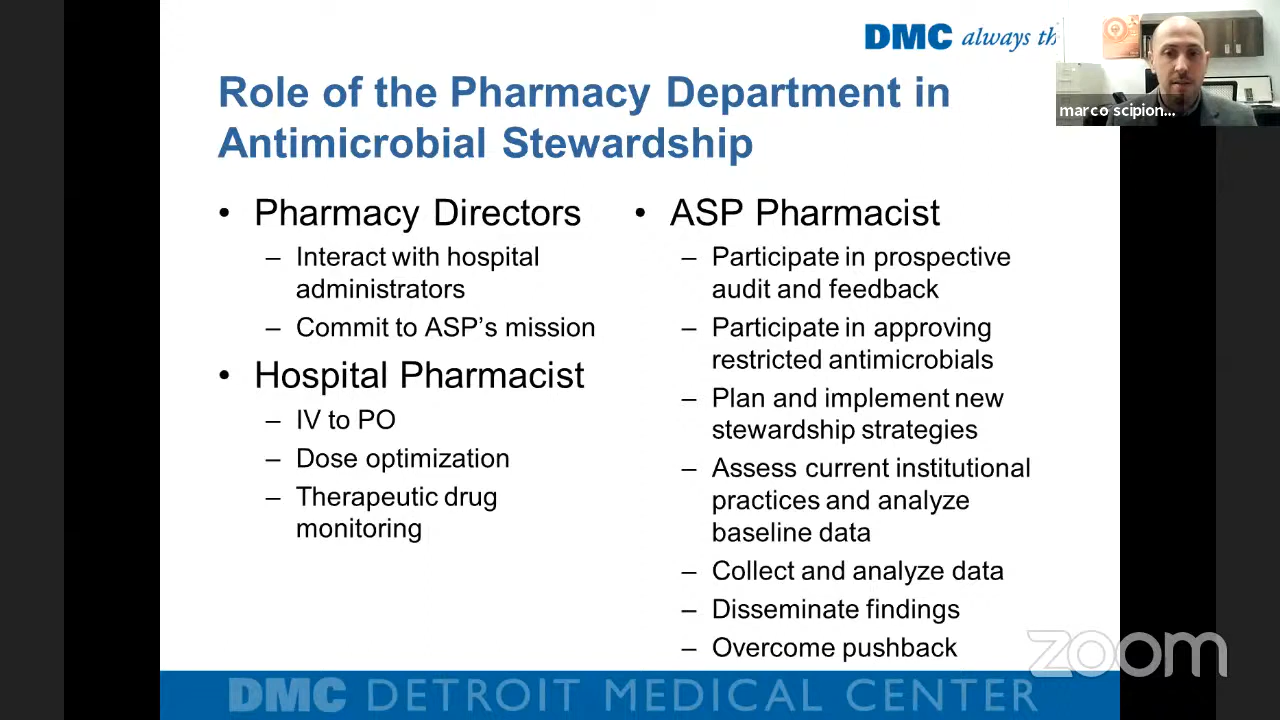 DMC always th
marco scipion...
Role of the Pharmacy Department in
Antimicrobial Stewardship
• Pharmacy Directors
– Interact with hospital
administrators
– Commit to ASP's mission
• Hospital Pharmacist
– IV to PO
– Dose optimization
– Therapeutic drug
monitoring
• ASP Pharmacist
– Participate in prospective
audit and feedback
– Participate in approving
restricted antimicrobials
– Plan and implement new
stewardship strategies
– Assess current institutional
practices and analyze
baseline data
– Collect and analyze data
– Disseminate findings
– Overcome pushback
zoom
DMC DETROIT MEDICAL CENTER